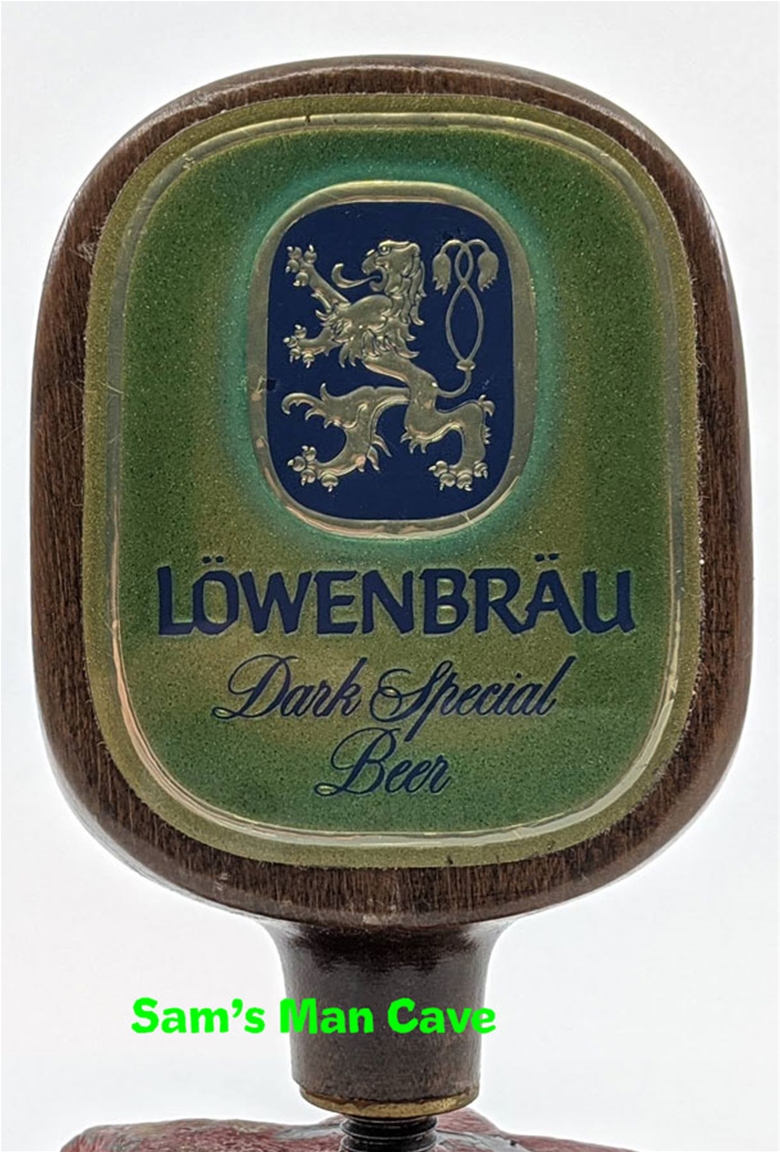 LÖWENBRÄU
Dark Special
Beer
Sam's Man Cave